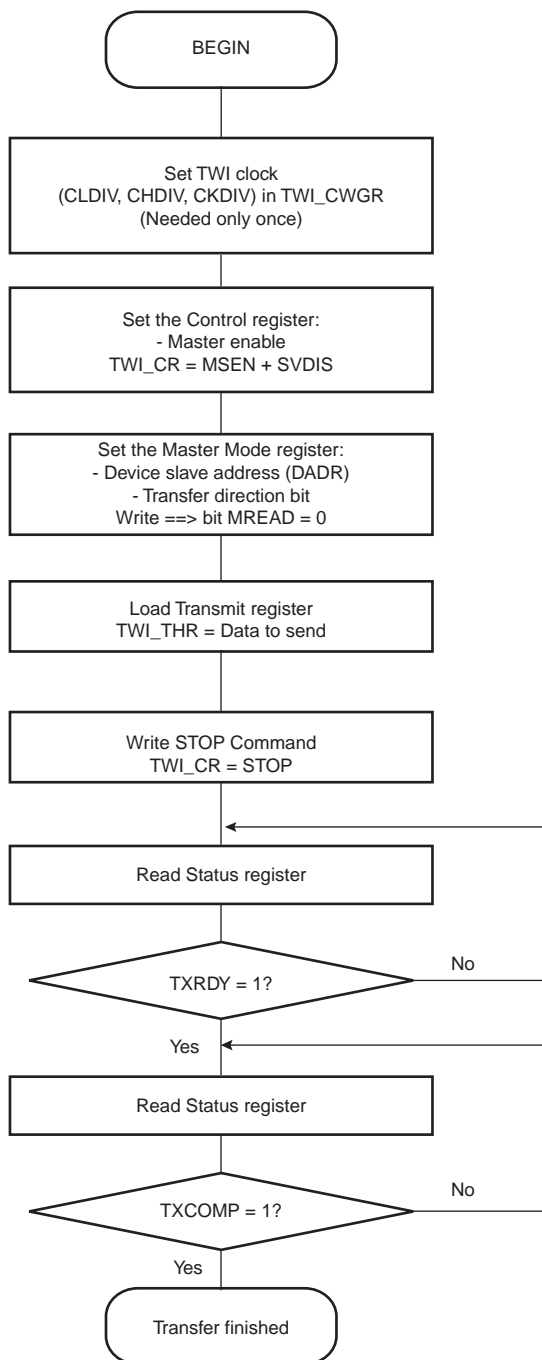 BEGIN
Set TWI clock
(CLDIV, CHDIV, CKDIV) in TWI_CWGR
(Needed only once)
Set the Control register:
- Master enable
TWI_CR = MSEN + SVDIS
Set the Master Mode register:
- Device slave address (DADR)
- Transfer direction bit
Write ==> bit MREAD = 0
Load Transmit register
TWI_THR = Data to send
Write STOP Command
TWI_CR = STOP
Read Status register
TXRDY = 1?
No
Yes
Read Status register
TXCOMP = 1?
No
Yes
Transfer finished